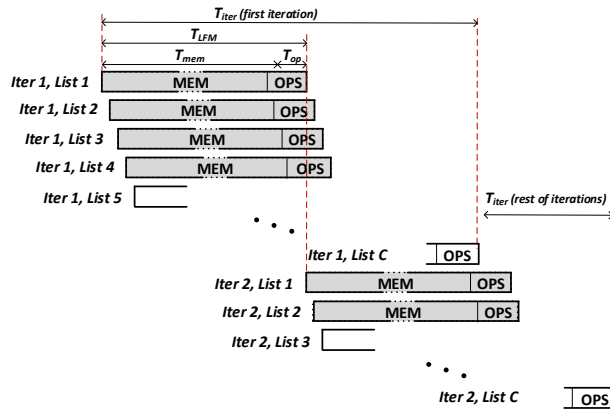 T_iter (first iteration)
T_LFM
T_mem T_op
Iter 1, List 1 MEM OPS
Iter 1, List 2 MEM OPS
Iter 1, List 3 MEM OPS
Iter 1, List 4 MEM OPS
Iter 1, List 5
T_iter (rest of iterations)
Iter 1, List C OPS
Iter 2, List 1 MEM OPS
Iter 2, List 2 MEM OPS
Iter 2, List 3
Iter 2, List C OPS